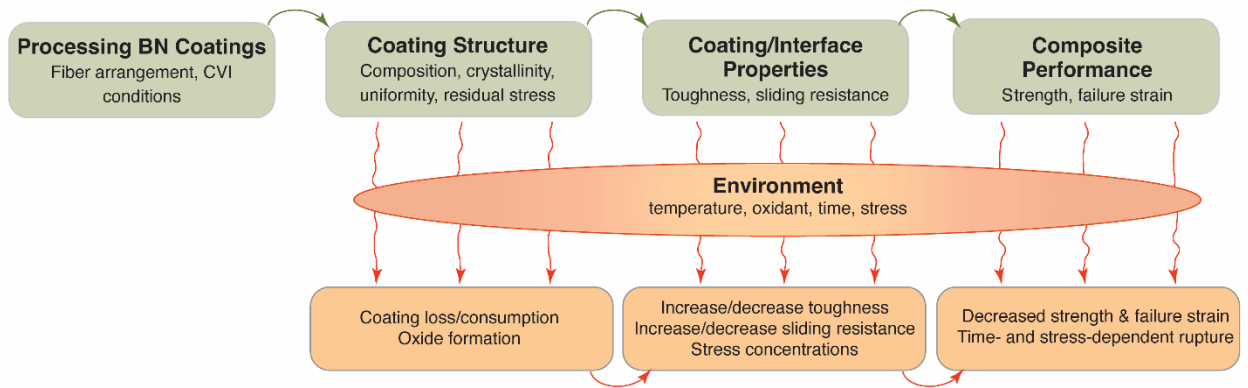 Processing BN Coatings
Fiber arrangement, CVI
conditions
Coating Structure
Composition, crystallinity,
uniformity, residual stress
Coating/Interface
Properties
Toughness, sliding resistance
Composite
Performance
Strength, failure strain
Environment
temperature, oxidant, time, stress
Coating loss/consumption
Oxide formation
Increase/decrease toughness
Increase/decrease sliding resistance
Stress concentrations
Decreased strength & failure strain
Time- and stress-dependent rupture